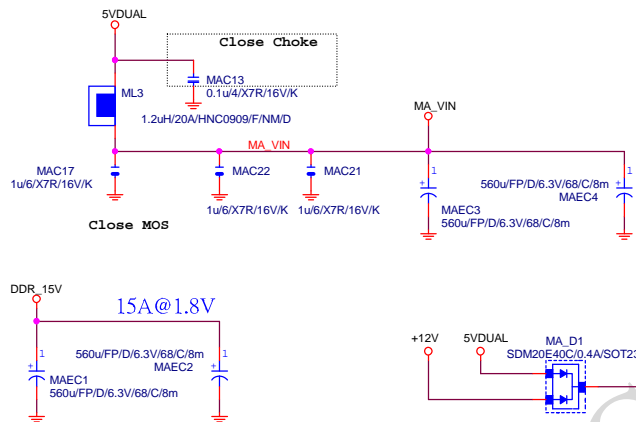 5VDUAL
Close Choke
MAC13
0.1u/4/X7R/16V/K
ML3
1.2uH/20A/HNC0909/F/NM/D
MA_VIN
MA_VIN
MAC17
1u/6/X7R/16V/K
MAC22
1u/6/X7R/16V/K
MAC21
1u/6/X7R/16V/K
1
MAEC3
560u/FP/D/6.3V/68/C/8m
1
560u/FP/D/6.3V/68/C/8m
MAEC4
Close MOS
DDR_15V
15A@1.8V
1
MAEC1
560u/FP/D/6.3V/68/C/8m
1
560u/FP/D/6.3V/68/C/8m
MAEC2
+12V
5VDUAL
MA_D1
SDM20E40C/0.4A/SOT23